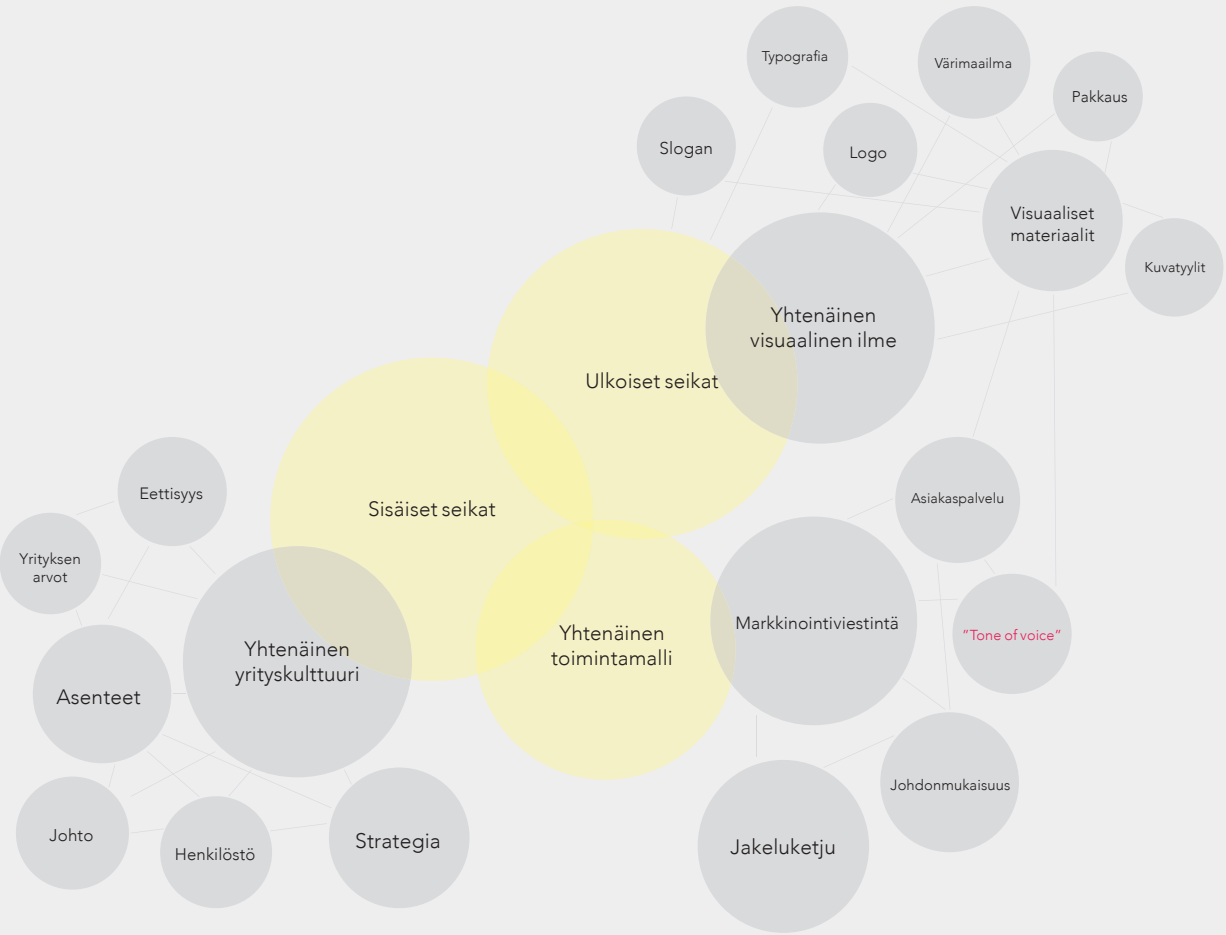 Typografia
Värimaailma
Pakkaus
Slogan
Logo
Visuaaliset
materiaalit
Kuvatyylit
Yhtenäinen
visuaalinen ilme
Ulkoiset seikat
Sisäiset seikat
Eettisyys
Asiakaspalvelu
Yrityksen
arvot
Markkinointiviestintä
"Tone of voice"
Yhtenäinen
toimintamalli
Yhtenäinen
yrityskulttuuri
Asenteet
Johdonmukaisuus
Johto
Henkilöstö
Strategia
Jakeluketju